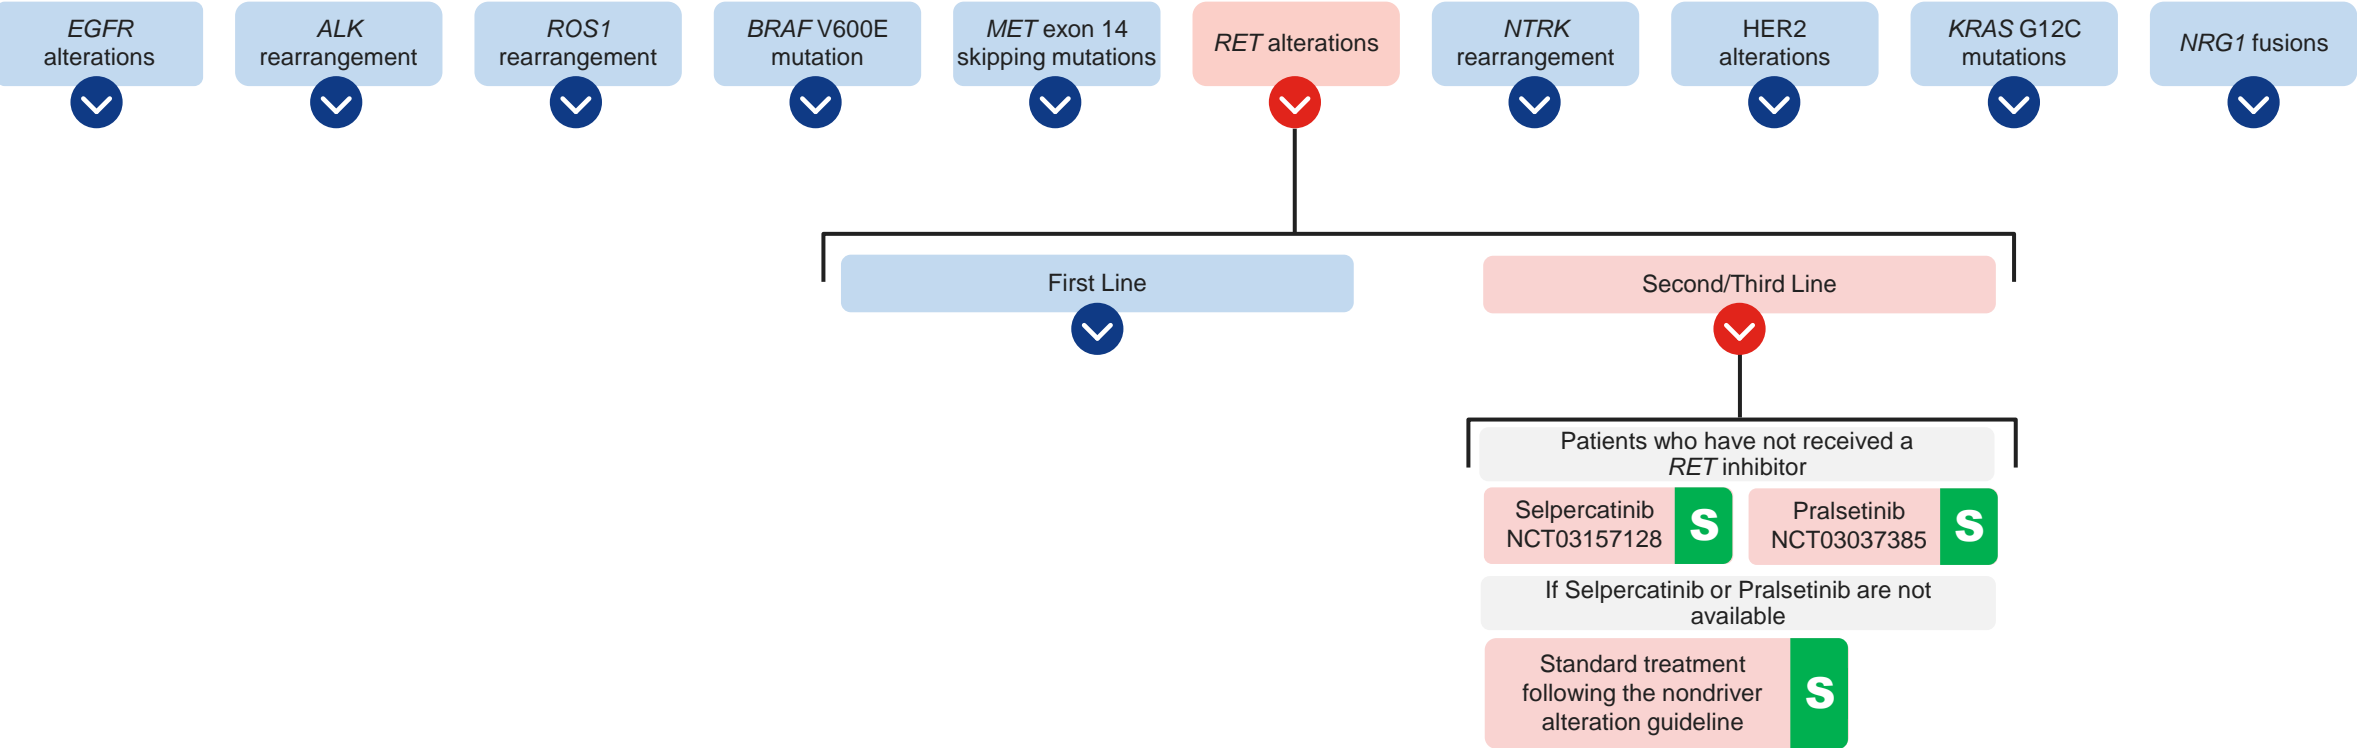 EGFR
alterations
ALK
rearrangement
ROS1
rearrangement
BRAF V600E
mutation
MET exon 14
skipping mutations
RET alterations
NTRK
rearrangement
HER2
alterations
KRAS G12C
mutations
NRG1 fusions
First Line
Second/Third Line
Patients who have not received a
RET inhibitor
Selpercatinib
NCT03157128
S
Pralsetinib
NCT03037385
S
If Selpercatinib or Pralsetinib are not
available
Standard treatment
following the nondriver
alteration guideline
S